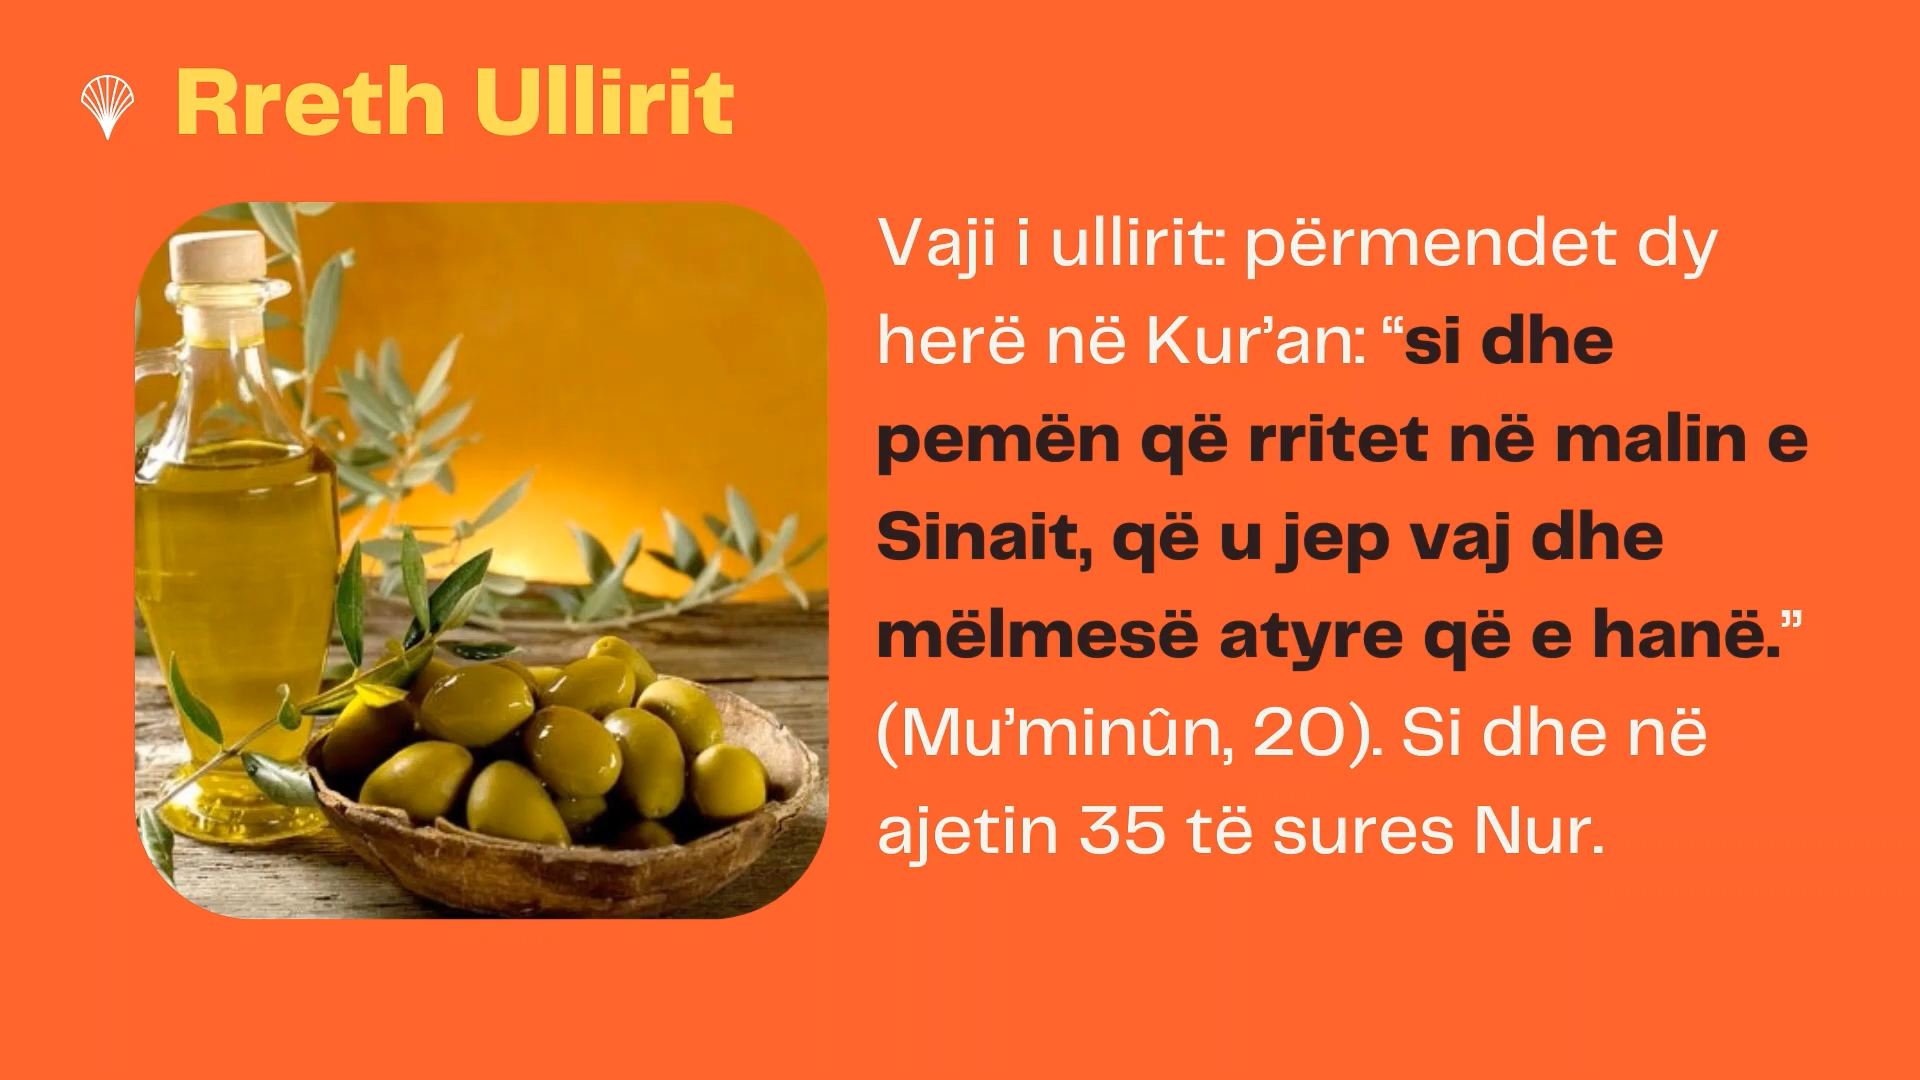 Rreth Ullirit
Vaji i ullirit: përmendet dy
herë në Kur’an: “si dhe
pemën që rritet në malin e
Sinait, që u jep vaj dhe
mëlmesë atyre që e hanë.”
(Mu’minûn, 20). Si dhe në
ajetin 35 të sures Nur.